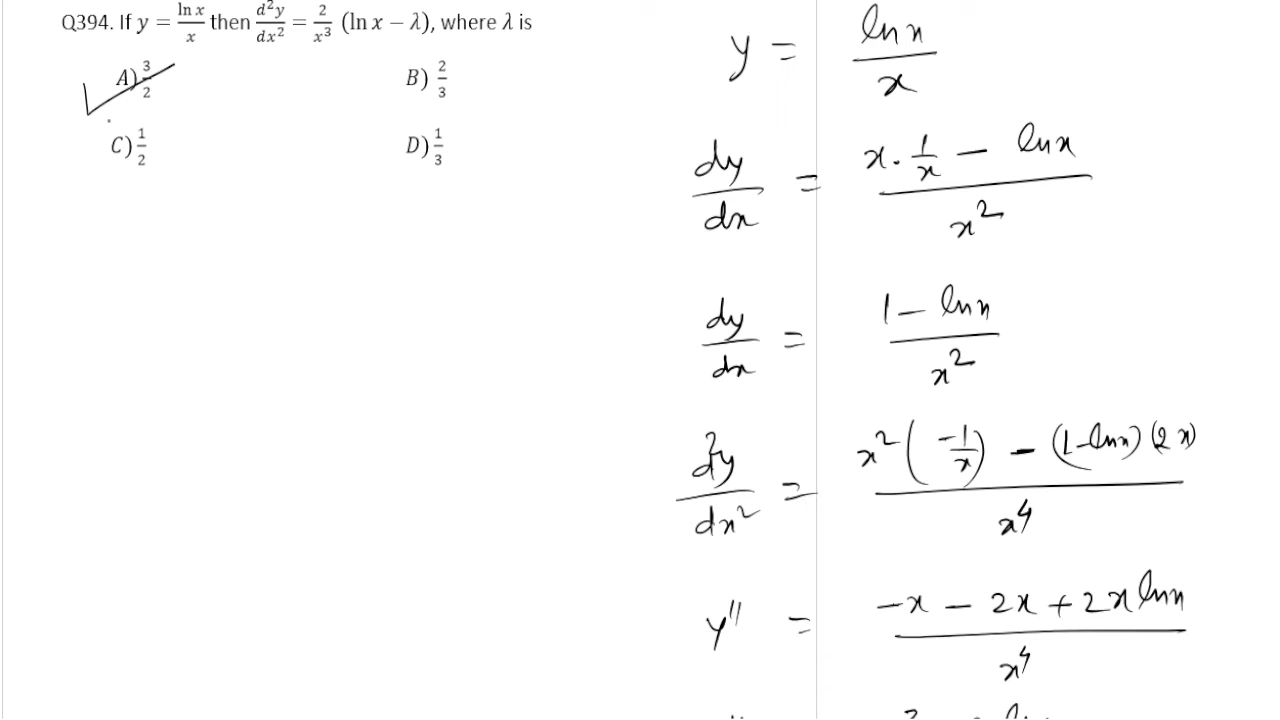 Q394. If y = ln x / x then d²y/dx² = 2/x³ (ln x − λ), where λ is
A) 3/2 B) 2/3
C) 1/2 D) 1/3
y = ln x / x
dy/dx = (x · 1/x − ln x) / x²
dy/dx = (1 − ln x) / x²
d²y/dx² = (x² (−1/x) − (1 − ln x)(2x)) / x⁴
y'' = (−x − 2x + 2x ln x) / x⁴